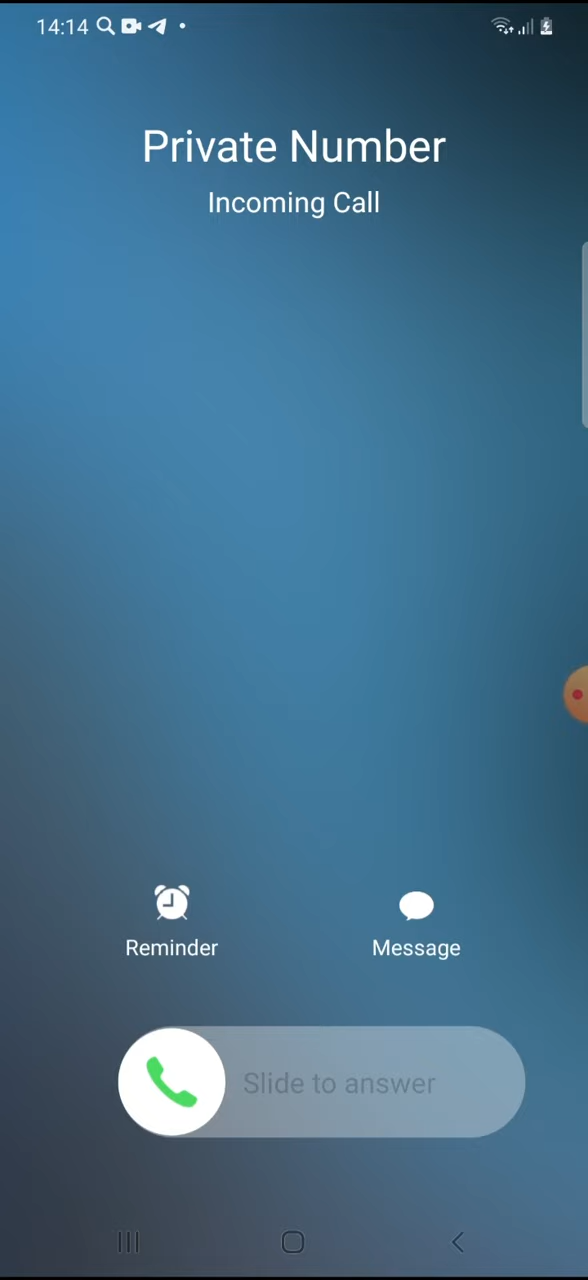 14:14
Private Number
Incoming Call
Reminder
Message
Slide to answer